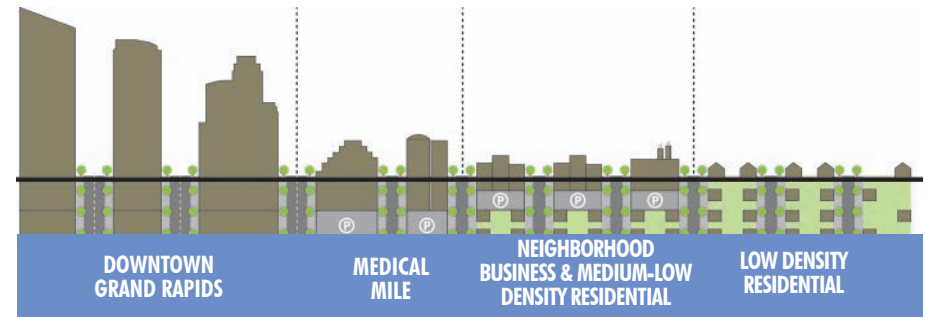 P
P
P
P
P
DOWNTOWN
GRAND RAPIDS
MEDICAL
MILE
NEIGHBORHOOD
BUSINESS & MEDIUM-LOW
DENSITY RESIDENTIAL
LOW DENSITY
RESIDENTIAL